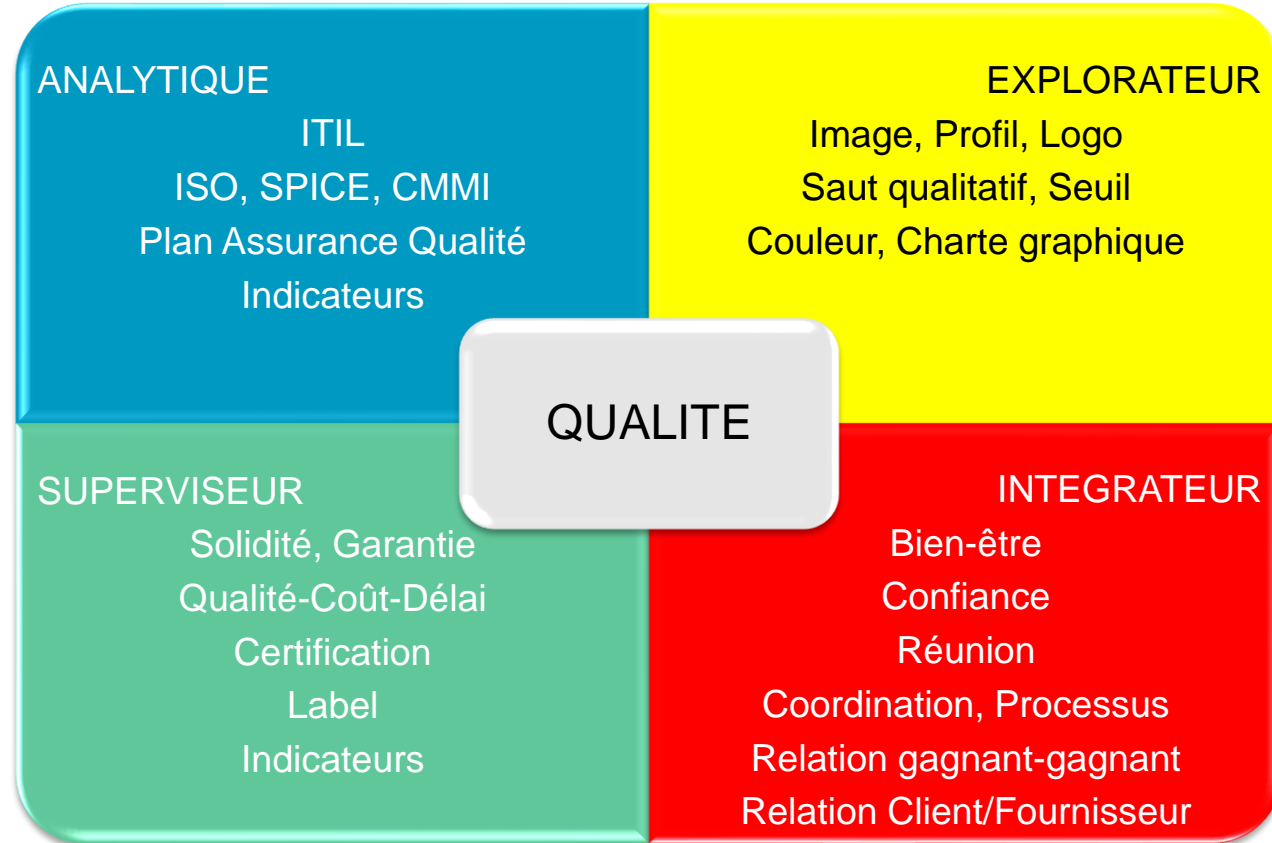 ANALYTIQUE
ITIL
ISO, SPICE, CMMI
Plan Assurance Qualité
Indicateurs
EXPLORATEUR
Image, Profil, Logo
Saut qualitatif, Seuil
Couleur, Charte graphique
QUALITE
SUPERVISEUR
Solidité, Garantie
Qualité-Coût-Délai
Certification
Label
Indicateurs
INTEGRATEUR
Bien-être
Confiance
Réunion
Coordination, Processus
Relation gagnant-gagnant
Relation Client/Fournisseur